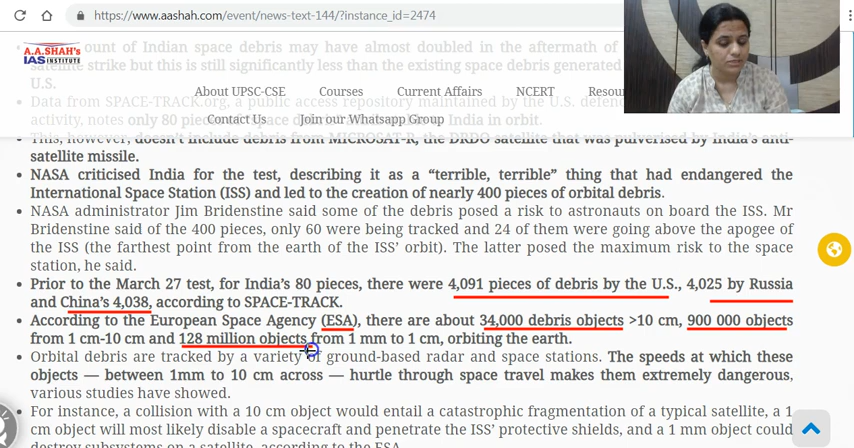 https://www.aashah.com/event/news-text-144/?instance_id=2474
A.A.SHAH'S
IAS INSTITUTE
ount of Indian space debris may have almost doubled in the aftermath of
satellite strike but this is still significantly less than the existing space debris generated
U.S.
About UPSC-CSE Courses Current Affairs NCERT Resou
• Data from SPACE-TRACK.org, a public access repository maintained by the U.S. defen
activity, notes only 80 pieces of space debris India in orbit.
Contact Us Join our Whatsapp Group
• This, however, doesn't include debris from MICROSAT-R, the DRDO satellite that was pulverised by India's anti-
satellite missile.
• NASA criticised India for the test, describing it as a “terrible, terrible” thing that had endangered the
International Space Station (ISS) and led to the creation of nearly 400 pieces of orbital debris.
• NASA administrator Jim Bridenstine said some of the debris posed a risk to astronauts on board the ISS. Mr
Bridenstine said of the 400 pieces, only 60 were being tracked and 24 of them were going above the apogee of
the ISS (the farthest point from the earth of the ISS' orbit). The latter posed the maximum risk to the space
station, he said.
• Prior to the March 27 test, for India's 80 pieces, there were 4,091 pieces of debris by the U.S., 4,025 by Russia
and China's 4,038, according to SPACE-TRACK.
• According to the European Space Agency (ESA), there are about 34,000 debris objects >10 cm, 900 000 objects
from 1 cm-10 cm and 128 million objects from 1 mm to 1 cm, orbiting the earth.
• Orbital debris are tracked by a variety of ground-based radar and space stations. The speeds at which these
objects — between 1mm to 10 cm across — hurtle through space travel makes them extremely dangerous,
various studies have showed.
• For instance, a collision with a 10 cm object would entail a catastrophic fragmentation of a typical satellite, a 1
cm object will most likely disable a spacecraft and penetrate the ISS' protective shields, and a 1 mm object could
destroy subsystems on a satellite, according to the ESA.